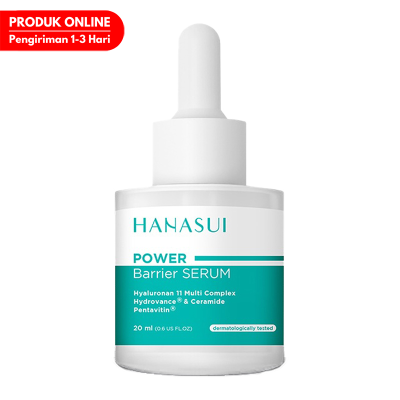 PRODUK ONLINE
Pengiriman 1-3 Hari
HANASUI
POWER
Barrier SERUM
Hyaluronan 11 Multi Complex
Hydrovance® & Ceramide
Pentavitin®
20 ml (0.6 US FL.OZ)
dermatologically tested